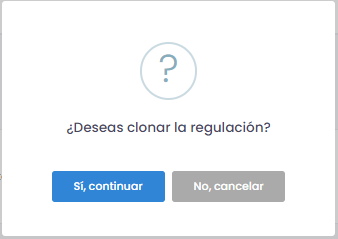 ?
¿Deseas clonar la regulación?
Sí, continuar
No, cancelar